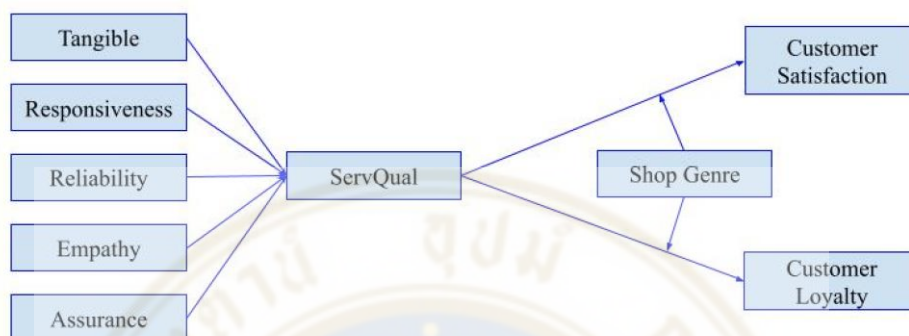 Tangible
Responsiveness
Reliability
Empathy
Assurance
ServQual
Shop Genre
Customer
Satisfaction
Customer
Loyalty